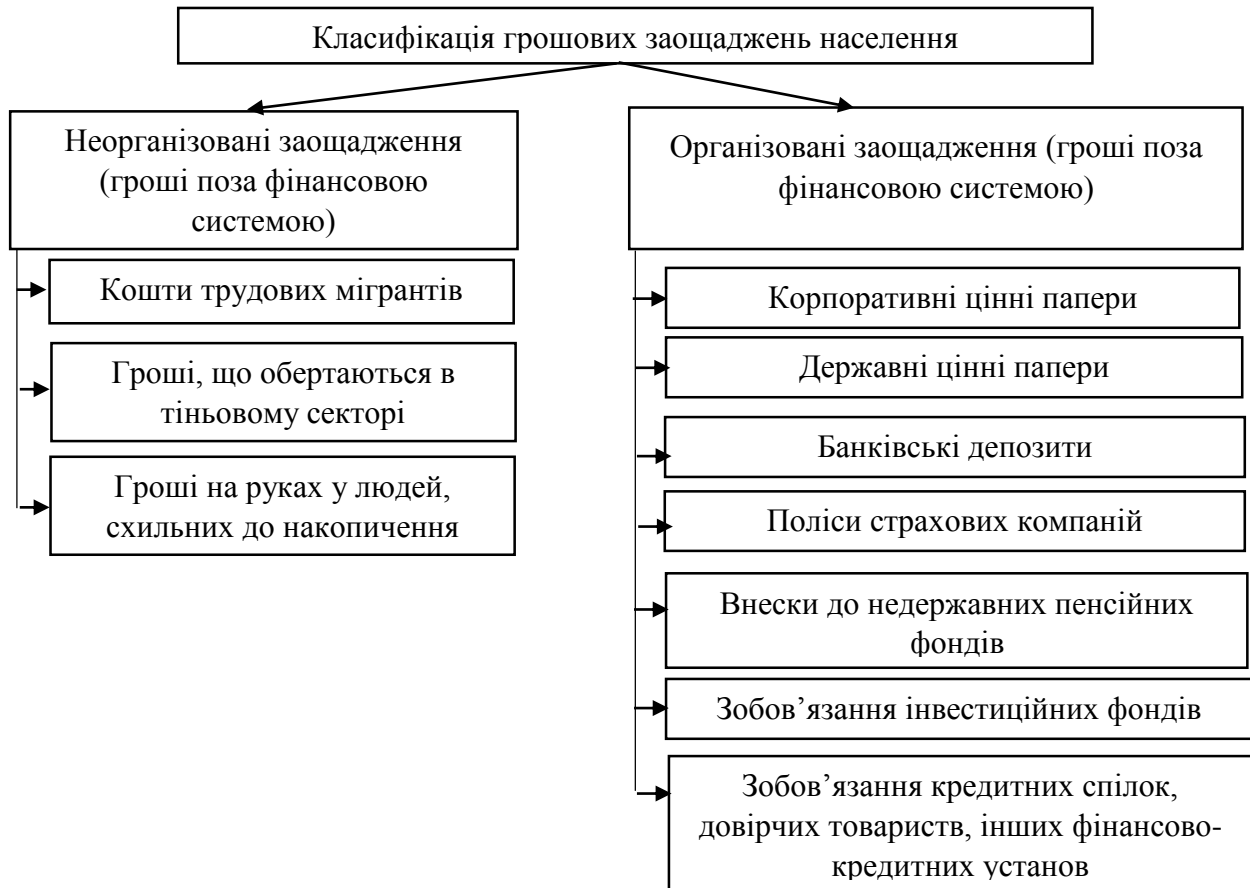 Класифікація грошових заощаджень населення
Неорганізовані заощадження
(гроші поза фінансовою
системою)
Кошти трудових мігрантів
Гроші, що обертаються в
тіньовому секторі
Гроші на руках у людей,
схильних до накопичення
Організовані заощадження (гроші поза
фінансовою системою)
Корпоративні цінні папери
Державні цінні папери
Банківські депозити
Поліси страхових компаній
Внески до недержавних пенсійних
фондів
Зобов’язання інвестиційних фондів
Зобов’язання кредитних спілок,
довірчих товариств, інших фінансово-
кредитних установ